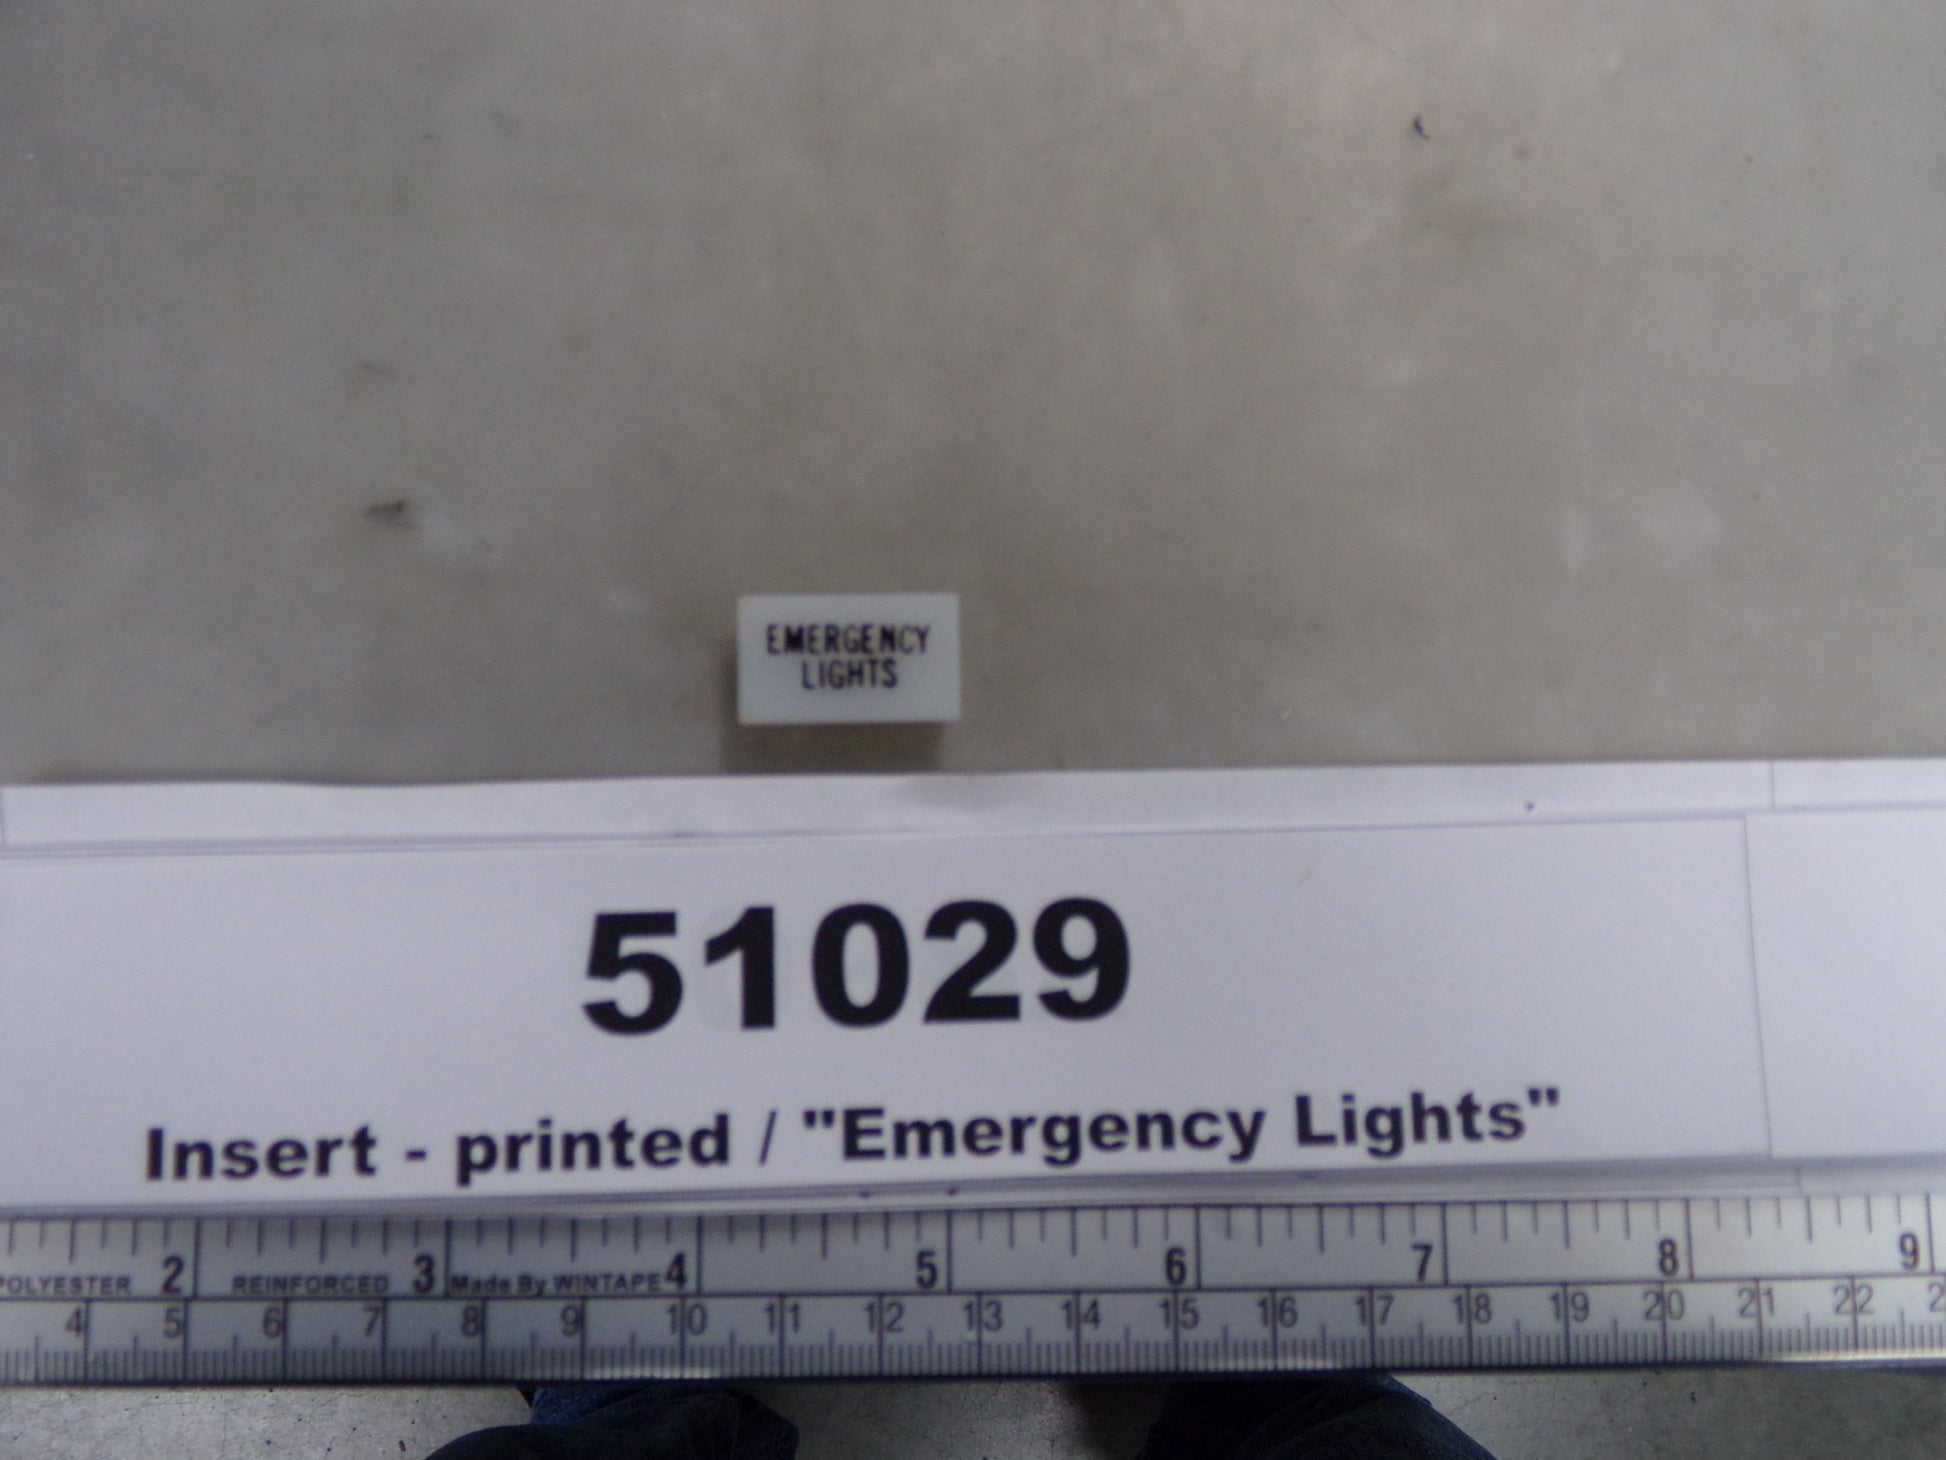 EMERGENCY
LIGHTS
51029
Insert - printed / "Emergency Lights"
2 3 4 5 6 7 8 9
POLYESTER REINFORCED Made By WINTAPE
4 5 6 7 8 9 10 11 12 13 14 15 16 17 18 19 20 21 22